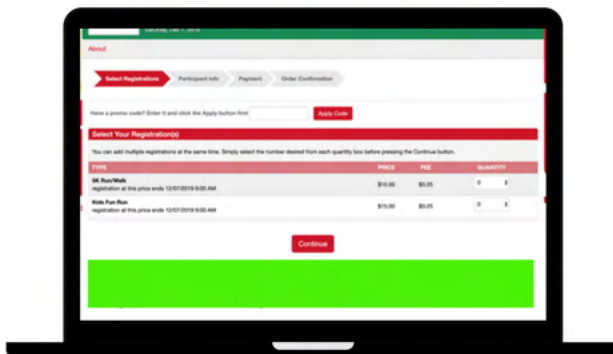 Saturday, Dec 7, 2019
About
Select Registrations Participant Info Payment Order Confirmation
Have a promo code? Enter it and click the Apply button first Apply Code
Select Your Registration(s)
You can add multiple registrations at the same time. Simply select the number desired from each quantity box before pressing the Continue button.
TYPE PRICE FEE QUANTITY
5K Run/Walk
registration at this price ends 12/07/2019 9:00 AM $15.00 $3.25 0
Kids Fun Run
registration at this price ends 12/07/2019 9:00 AM $15.00 $3.25 0
Continue